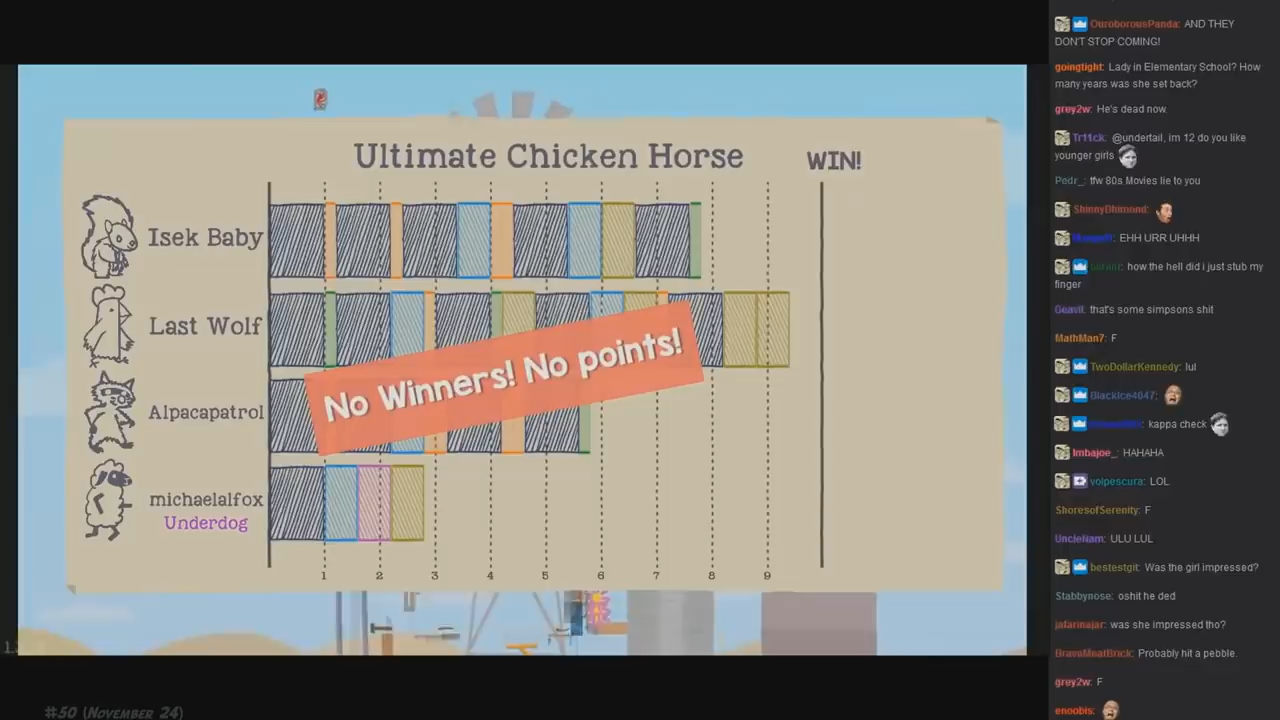 Ultimate Chicken Horse
WIN!
Isek Baby
Last Wolf
Alpacapatrol
michaelalfox
Underdog
No Winners! No points!
1 2 3 4 5 6 7 8 9
#50 (November 24)
OuroborousPanda: AND THEY
DON'T STOP COMING!
goingtight: Lady in Elementary School? How
many years was she set back?
grey2w: He's dead now.
Tr11ck: @undertail, im 12 do you like
younger girls
Pedr_: tfw 80s Movies lie to you
ShinnyDhimond:
EHH URR UHHH
how the hell did i just stub my
finger
Geavil: that's some simpsons shit
MathMan7: F
TwoDollarKennedy: lul
BlackIce4047:
kappa check
Imbajoe_: HAHAHA
volpescura: LOL
ShoresofSerenity: F
UncleNam: ULU LUL
bestestgit: Was the girl impressed?
Stabbynose: oshit he ded
jafarinajar: was she impressed tho?
BravoMeatBrick: Probably hit a pebble.
grey2w: F
enoobis: